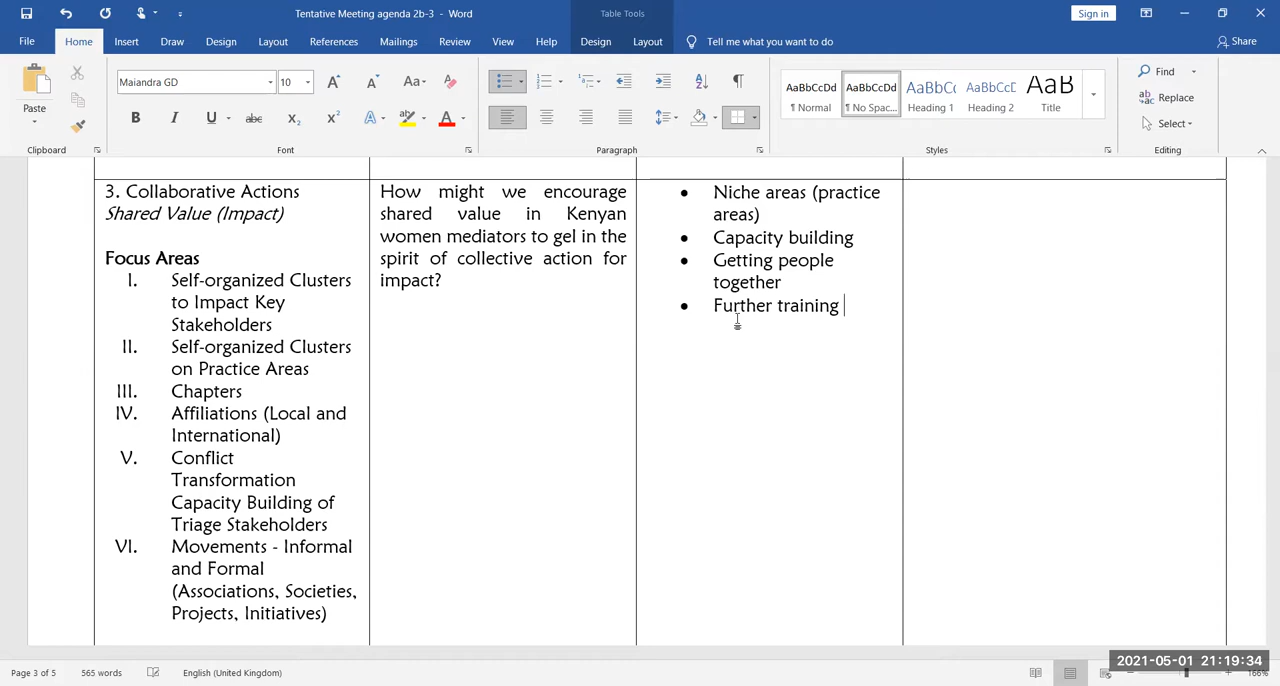 Tentative Meeting agenda 2b-3 - Word
Table Tools
Sign in
File Home Insert Draw Design Layout References Mailings Review View Help Design Layout Tell me what you want to do Share
Paste
Clipboard
Maiandra GD 10 A A Aa A
B I U abc X₂ X² A A
Font
Paragraph
AaBbCcDd AaBbCcDd AaBbCc AaBbCcD AaB
¶ Normal ¶ No Spac... Heading 1 Heading 2 Title
Styles
Find
Replace
Select
Editing
3. Collaborative Actions
Shared Value (Impact)
Focus Areas
I. Self-organized Clusters
to Impact Key
Stakeholders
II. Self-organized Clusters
on Practice Areas
III. Chapters
IV. Affiliations (Local and
International)
V. Conflict
Transformation
Capacity Building of
Triage Stakeholders
VI. Movements - Informal
and Formal
(Associations, Societies,
Projects, Initiatives)
How might we encourage
shared value in Kenyan
women mediators to gel in the
spirit of collective action for
impact?
• Niche areas (practice
areas)
• Capacity building
• Getting people
together
• Further training
Page 3 of 5 565 words English (United Kingdom) 166%
2021-05-01 21:19:34